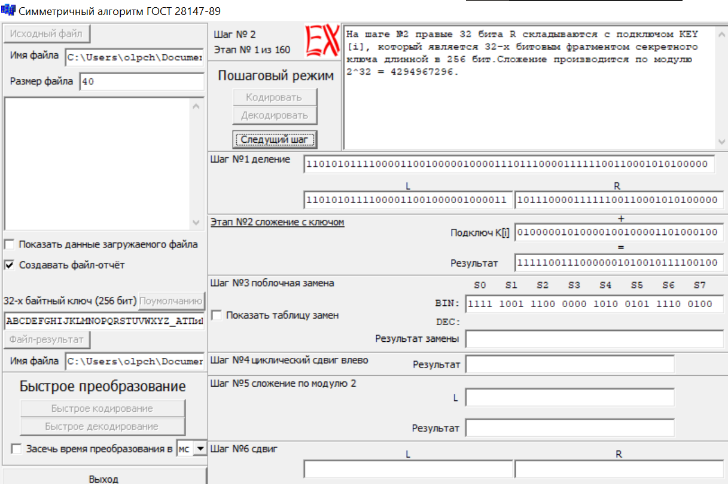 Симметричный алгоритм ГОСТ 28147-89
Исходный файл
Имя файла C:\Users\olpch\Docume
Размер файла 40
Показать данные загружаемого файла
Создавать файл-отчёт
32-х байтный ключ (256 бит) Поумолчанию
ABCDEFGHIJKLMNOPQRSTUVWXYZ_АТПи
Файл-результат
Имя файла C:\Users\olpch\Docume
Быстрое преобразование
Быстрое кодирование
Быстрое декодирование
Засечь время преобразования в мс
Выход
Шаг № 2
Этап № 1 из 160
EX
Пошаговый режим
Кодировать
Декодировать
Следущий шаг
На шаге №2 правые 32 бита R складываются с подключом KEY
[i], который является 32-х битовым фрагментом секретного
ключа длинной в 256 бит.Сложение производится по модулю
2^32 = 4294967296.
Шаг №1 деление 1101010111100001100100000100001110111000011111100110001010100000
L R
11010101111000011001000001000011 10111000011111100110001010100000
Этап №2 сложение с ключом +
Подключ K[i] 01000001010000100100001101000100
=
Результат 11111001110000001010010111100100
Шаг №3 поблочная замена S0 S1 S2 S3 S4 S5 S6 S7
BIN: 1111 1001 1100 0000 1010 0101 1110 0100
Показать таблицу замен
DEC:
Результат замены
Шаг №4 циклический сдвиг влево Результат
Шаг №5 сложение по модулю 2
L
Результат
Шаг №6 сдвиг L R